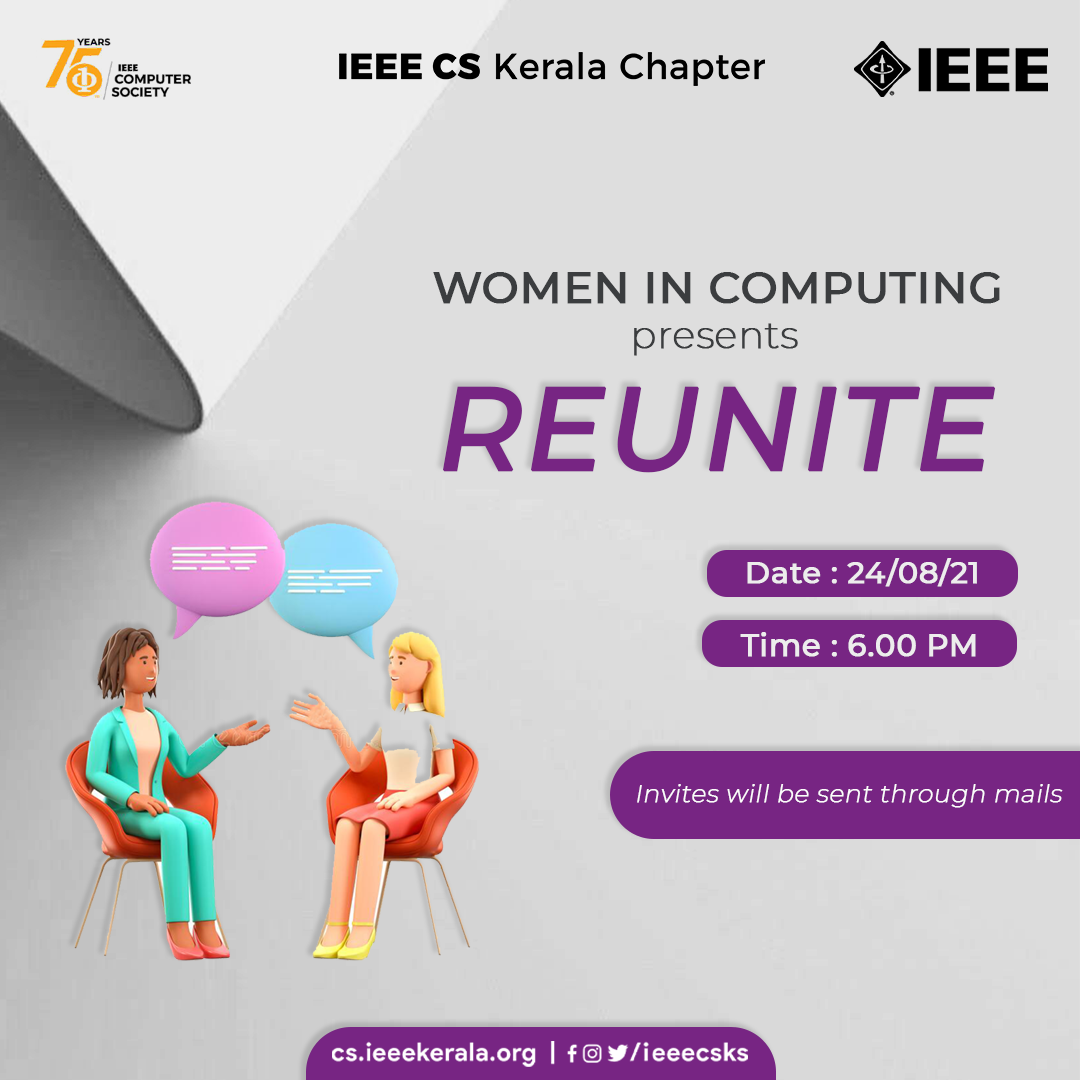 75 YEARS
IEEE
COMPUTER
SOCIETY
IEEE CS Kerala Chapter
IEEE
WOMEN IN COMPUTING
presents
REUNITE
Date : 24/08/21
Time : 6.00 PM
Invites will be sent through mails
cs.ieeekerala.org | /ieeecsks